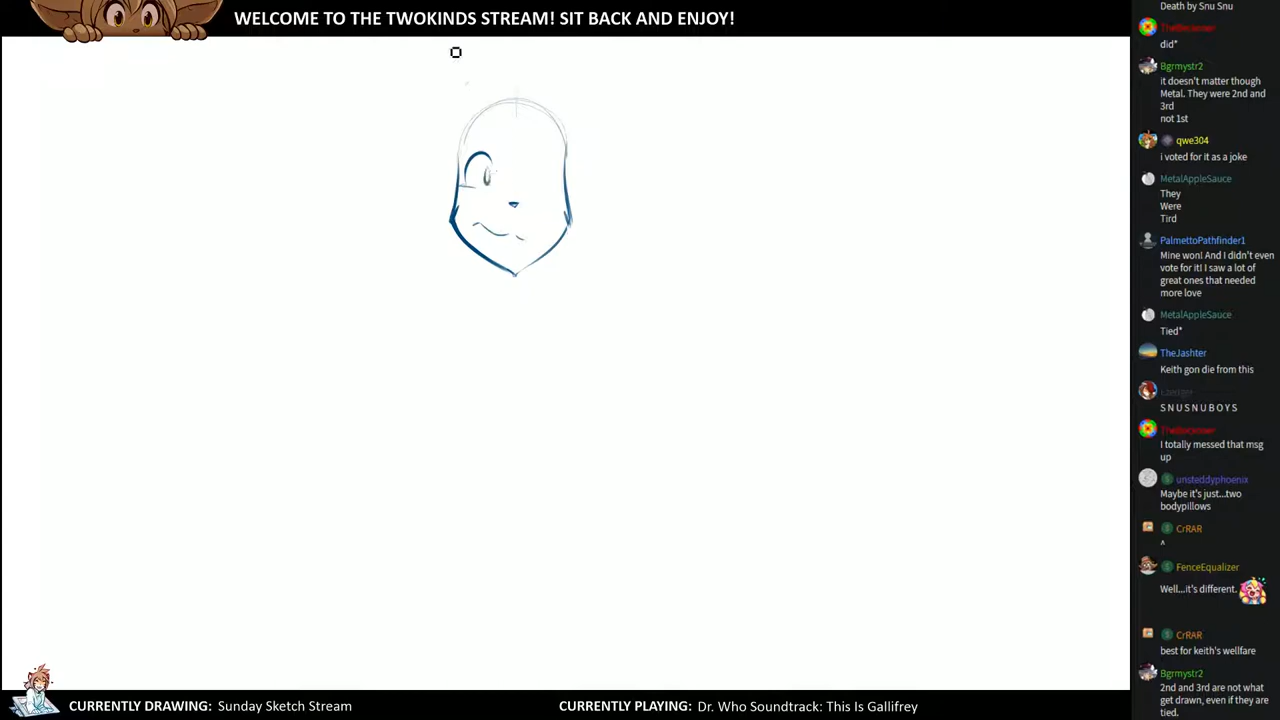 WELCOME TO THE TWOKINDS STREAM! SIT BACK AND ENJOY!
Death by Snu Snu
did*
Bgrmystr2
it doesn't matter though
Metal. They were 2nd and
3rd
not 1st
qwe304
i voted for it as a joke
MetalAppleSauce
They
Were
Tird
PalmettoPathfinder1
Mine won! And I didn't even
vote for it! I saw a lot of
great ones that needed
more love
MetalAppleSauce
Tied*
TheJashter
Keith gon die from this
S N U S N U B O Y S
I totally messed that msg
up
unsteddyphoenix
Maybe it's just...two
bodypillows
CrRAR
^
FenceEqualizer
Well...it's different.
CrRAR
best for keith's wellfare
Bgrmystr2
2nd and 3rd are not what
get drawn, even if they are
tied.
CURRENTLY DRAWING: Sunday Sketch Stream
CURRENTLY PLAYING: Dr. Who Soundtrack: This Is Gallifrey